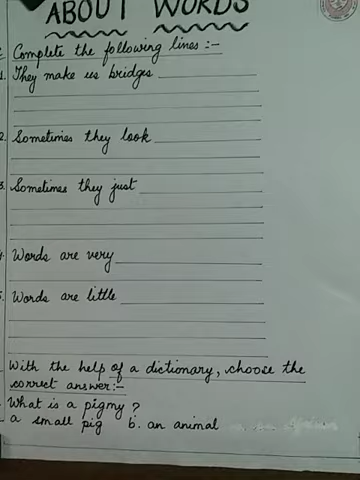 ABOUT WORDS
Complete the following lines :-
1. They make us bridges
2. Sometimes they look
3. Sometimes they just
4. Words are very
5. Words are little
With the help of a dictionary, choose the
correct answer:-
What is a pigmy ?
a small pig b. an animal